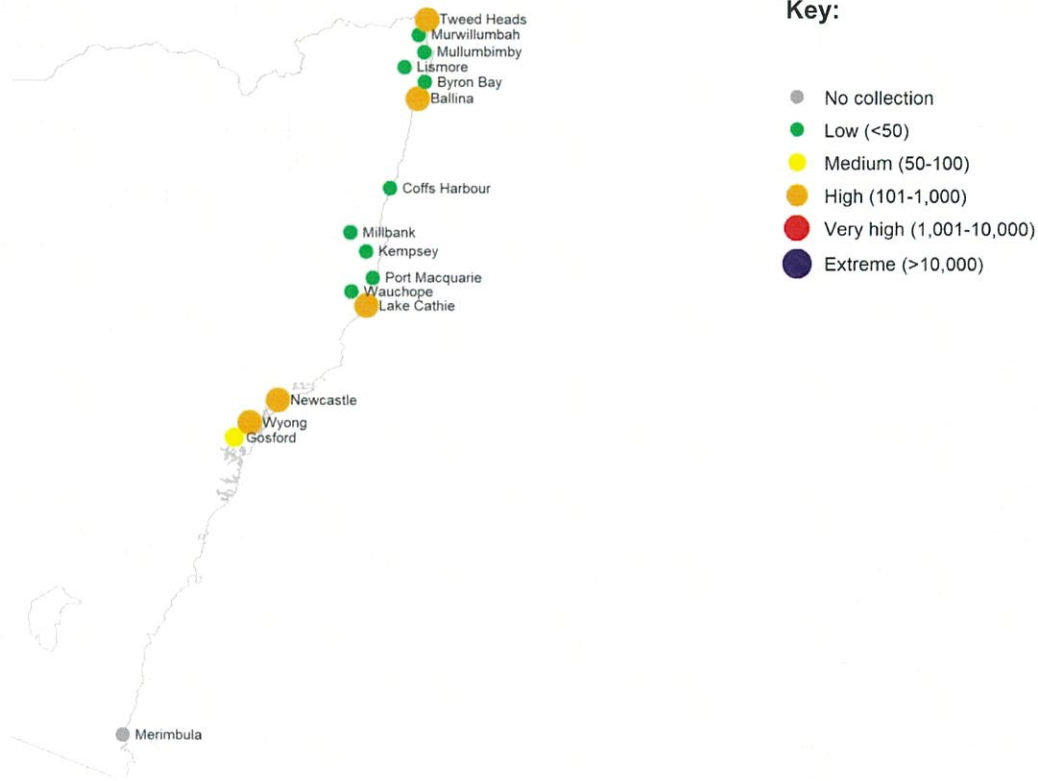 Key:
Tweed Heads
Murwillumbah
Mullumbimby
Lismore
Byron Bay
Ballina
Coffs Harbour
Millbank
Kempsey
Port Macquarie
Wauchope
Lake Cathie
Newcastle
Wyong
Gosford
Merimbula
No collection
Low (<50)
Medium (50-100)
High (101-1,000)
Very high (1,001-10,000)
Extreme (>10,000)